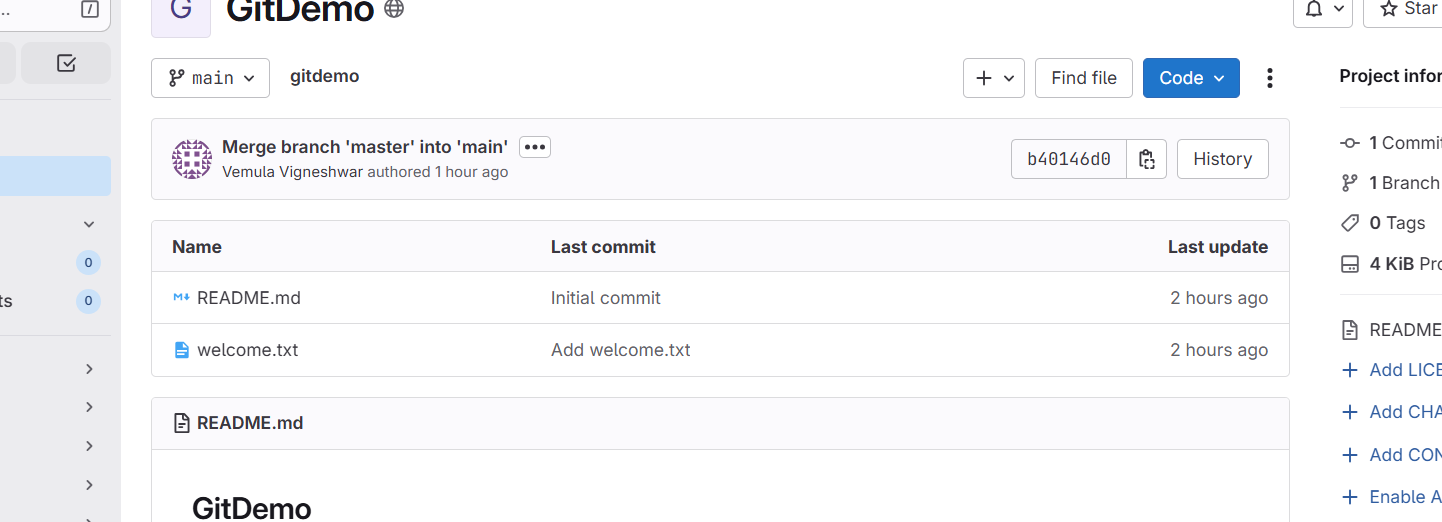 G GitDemo Star
main gitdemo Find file Code
Merge branch 'master' into 'main'
Vemula Vigneshwar authored 1 hour ago
b40146d0 History
Name Last commit Last update
README.md Initial commit 2 hours ago
welcome.txt Add welcome.txt 2 hours ago
README.md
GitDemo
0
ts 0
Project infor
1 Commit
1 Branch
0 Tags
4 KiB Pro
README
Add LICE
Add CHA
Add CON
Enable A